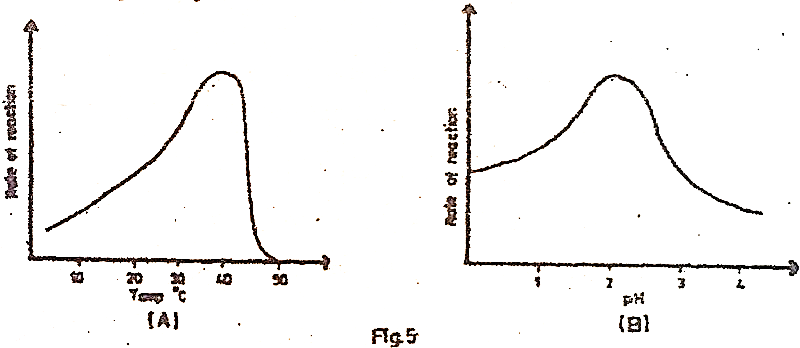 Rate of reaction
10 20 30 40 50
Temp °C
(A)
Rate of reaction
1 2 3 4
pH
(B)
Fig.5